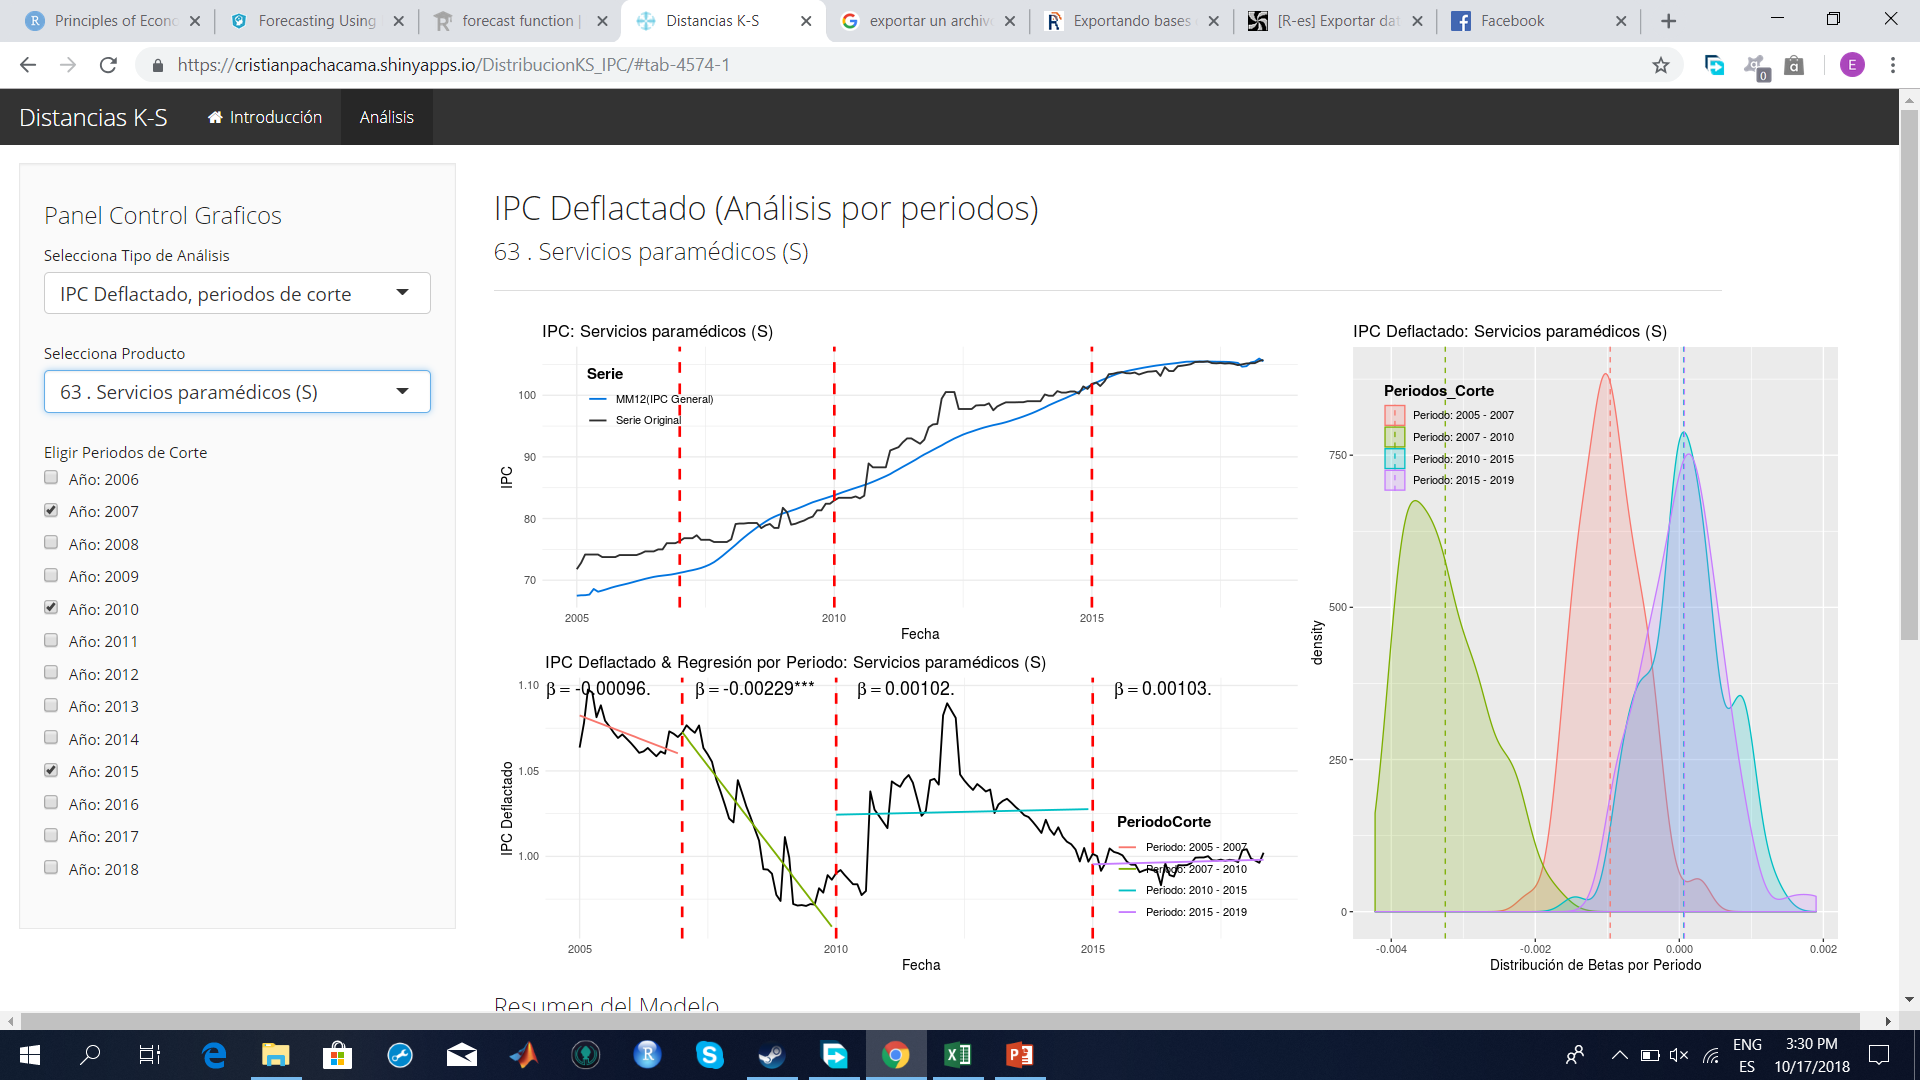 Principles of Econo
Forecasting Using
forecast function |
Distancias K-S
exportar un archivo
Exportando bases
[R-es] Exportar dat
Facebook
https://cristianpachacama.shinyapps.io/DistribucionKS_IPC/#tab-4574-1
0
a
E
Distancias K-S
Introducción
Análisis
Panel Control Graficos
Selecciona Tipo de Análisis
IPC Deflactado, periodos de corte
Selecciona Producto
63 . Servicios paramédicos (S)
Eligir Periodos de Corte
Año: 2006
Año: 2007
Año: 2008
Año: 2009
Año: 2010
Año: 2011
Año: 2012
Año: 2013
Año: 2014
Año: 2015
Año: 2016
Año: 2017
Año: 2018
IPC Deflactado (Análisis por periodos)
63 . Servicios paramédicos (S)
IPC: Servicios paramédicos (S)
Serie
MM12(IPC General)
Serie Original
100
90
80
70
IPC
2005
2010
2015
Fecha
IPC Deflactado & Regresión por Periodo: Servicios paramédicos (S)
β = -0.00096.
β = -0.00229***
β = 0.00102.
β = 0.00103.
1.10
1.05
1.00
IPC Deflactado
PeriodoCorte
Periodo: 2005 - 2007
Periodo: 2007 - 2010
Periodo: 2010 - 2015
Periodo: 2015 - 2019
2005
2010
2015
Fecha
IPC Deflactado: Servicios paramédicos (S)
Periodos_Corte
Periodo: 2005 - 2007
Periodo: 2007 - 2010
Periodo: 2010 - 2015
Periodo: 2015 - 2019
750
500
250
0
density
-0.004
-0.002
0.000
0.002
Distribución de Betas por Periodo
Resumen del Modelo
ENG
ES
3:30 PM
10/17/2018